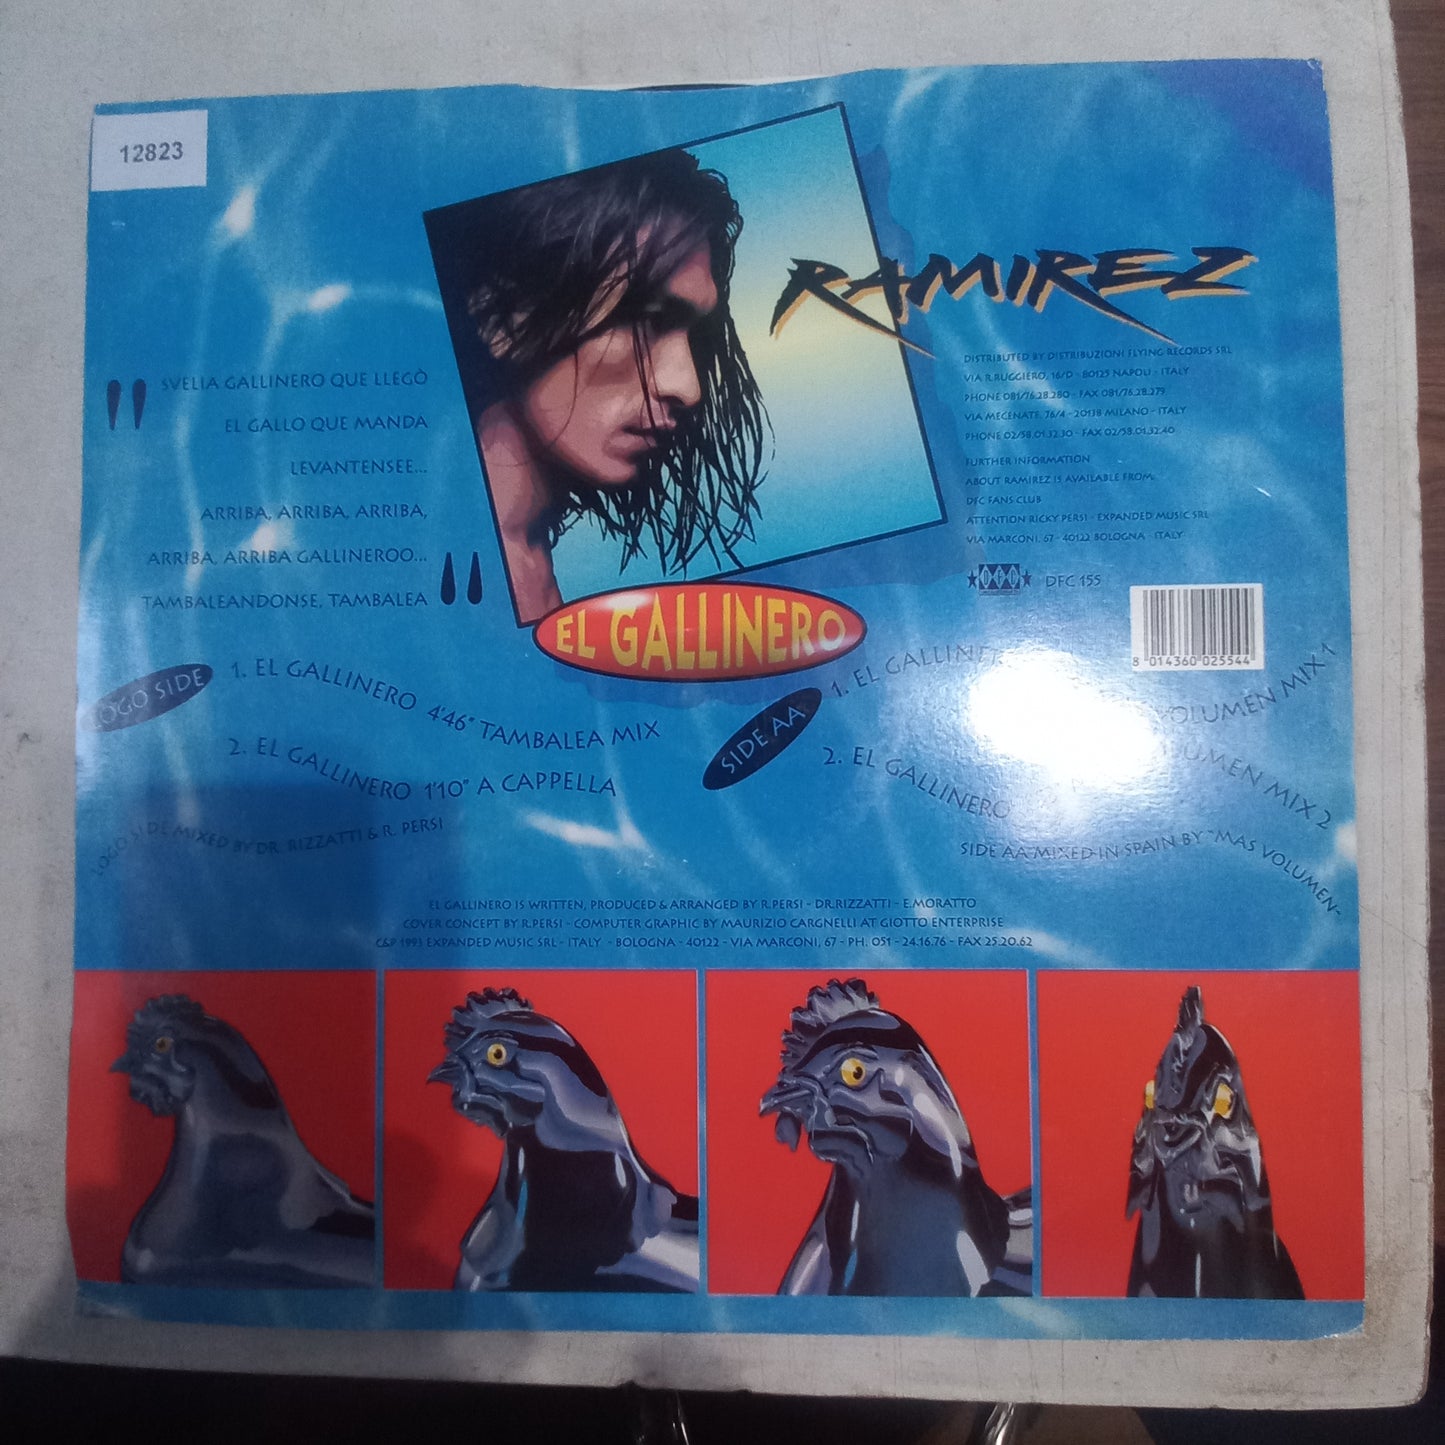 12823
RAMIREZ
DISTRIBUTED BY DISTRIBUZIONI FLYING RECORDS SRL
VIA R.RUGGIERO, 16/D - 80125 NAPOLI - ITALY
PHONE 081/76.28.280 - FAX 081/76.28.279
VIA MECENATE, 76/4 - 20138 MILANO - ITALY
PHONE 02/58.01.32.30 - FAX 02/58.01.32.40
FURTHER INFORMATION
ABOUT RAMIREZ IS AVAILABLE FROM:
DFC FANS CLUB
ATTENTION RICKY PERSI - EXPANDED MUSIC SRL
VIA MARCONI, 67 - 40122 BOLOGNA - ITALY
DFC DFC 155
8 014360 025544
" SVELIA GALLINERO QUE LLEGÒ
EL GALLO QUE MANDA
LEVANTENSEE...
ARRIBA, ARRIBA, ARRIBA,
ARRIBA, ARRIBA GALLINEROO...
TAMBALEANDONSE, TAMBALEA "
EL GALLINERO
LOGO SIDE
1. EL GALLINERO 4'46" TAMBALEA MIX
2. EL GALLINERO 1'10" A CAPPELLA
LOGO SIDE MIXED BY DR. RIZZATTI & R. PERSI
SIDE AA
1. EL GALLINE VOLUMEN MIX 1
2. EL GALLINERO MIX 2
SIDE AA MIXED IN SPAIN BY "MAS VOLUMEN"
EL GALLINERO IS WRITTEN, PRODUCED & ARRANGED BY R.PERSI - DR.RIZZATTI - E.MORATTO
COVER CONCEPT BY R.PERSI - COMPUTER GRAPHIC BY MAURIZIO CARGNELLI AT GIOTTO ENTERPRISE
C&P 1993 EXPANDED MUSIC SRL - ITALY - BOLOGNA - 40122 - VIA MARCONI, 67 - PH. 051 - 24.16.76 - FAX 25.20.62